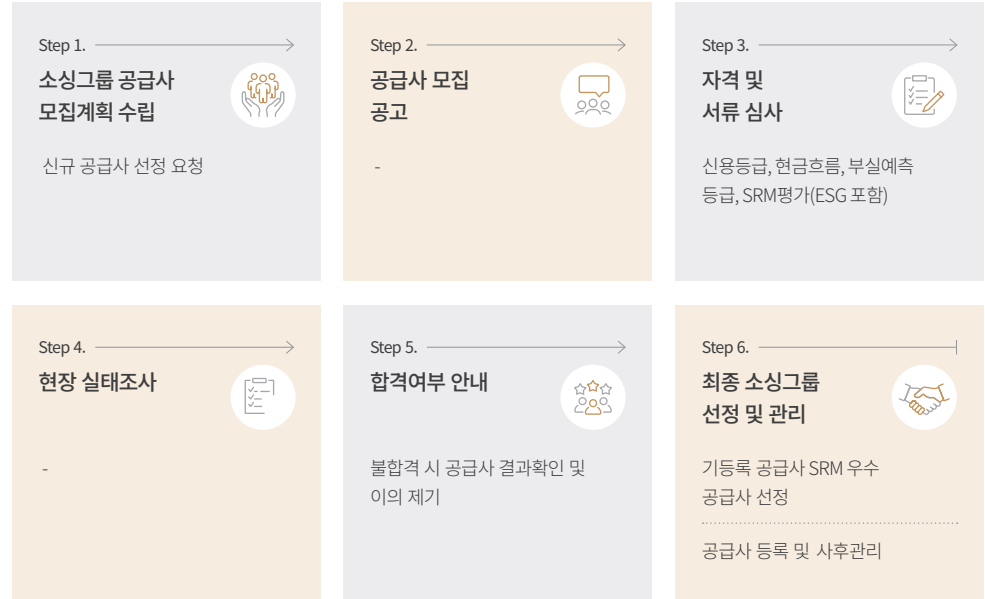 Step 1.
소싱그룹 공급사
모집계획 수립
신규 공급사 선정 요청
Step 2.
공급사 모집
공고
-
Step 3.
자격 및
서류 심사
신용등급, 현금흐름, 부실예측
등급, SRM평가(ESG 포함)
Step 4.
현장 실태조사
-
Step 5.
합격여부 안내
불합격 시 공급사 결과확인 및
이의 제기
Step 6.
최종 소싱그룹
선정 및 관리
기등록 공급사 SRM 우수
공급사 선정
공급사 등록 및 사후관리